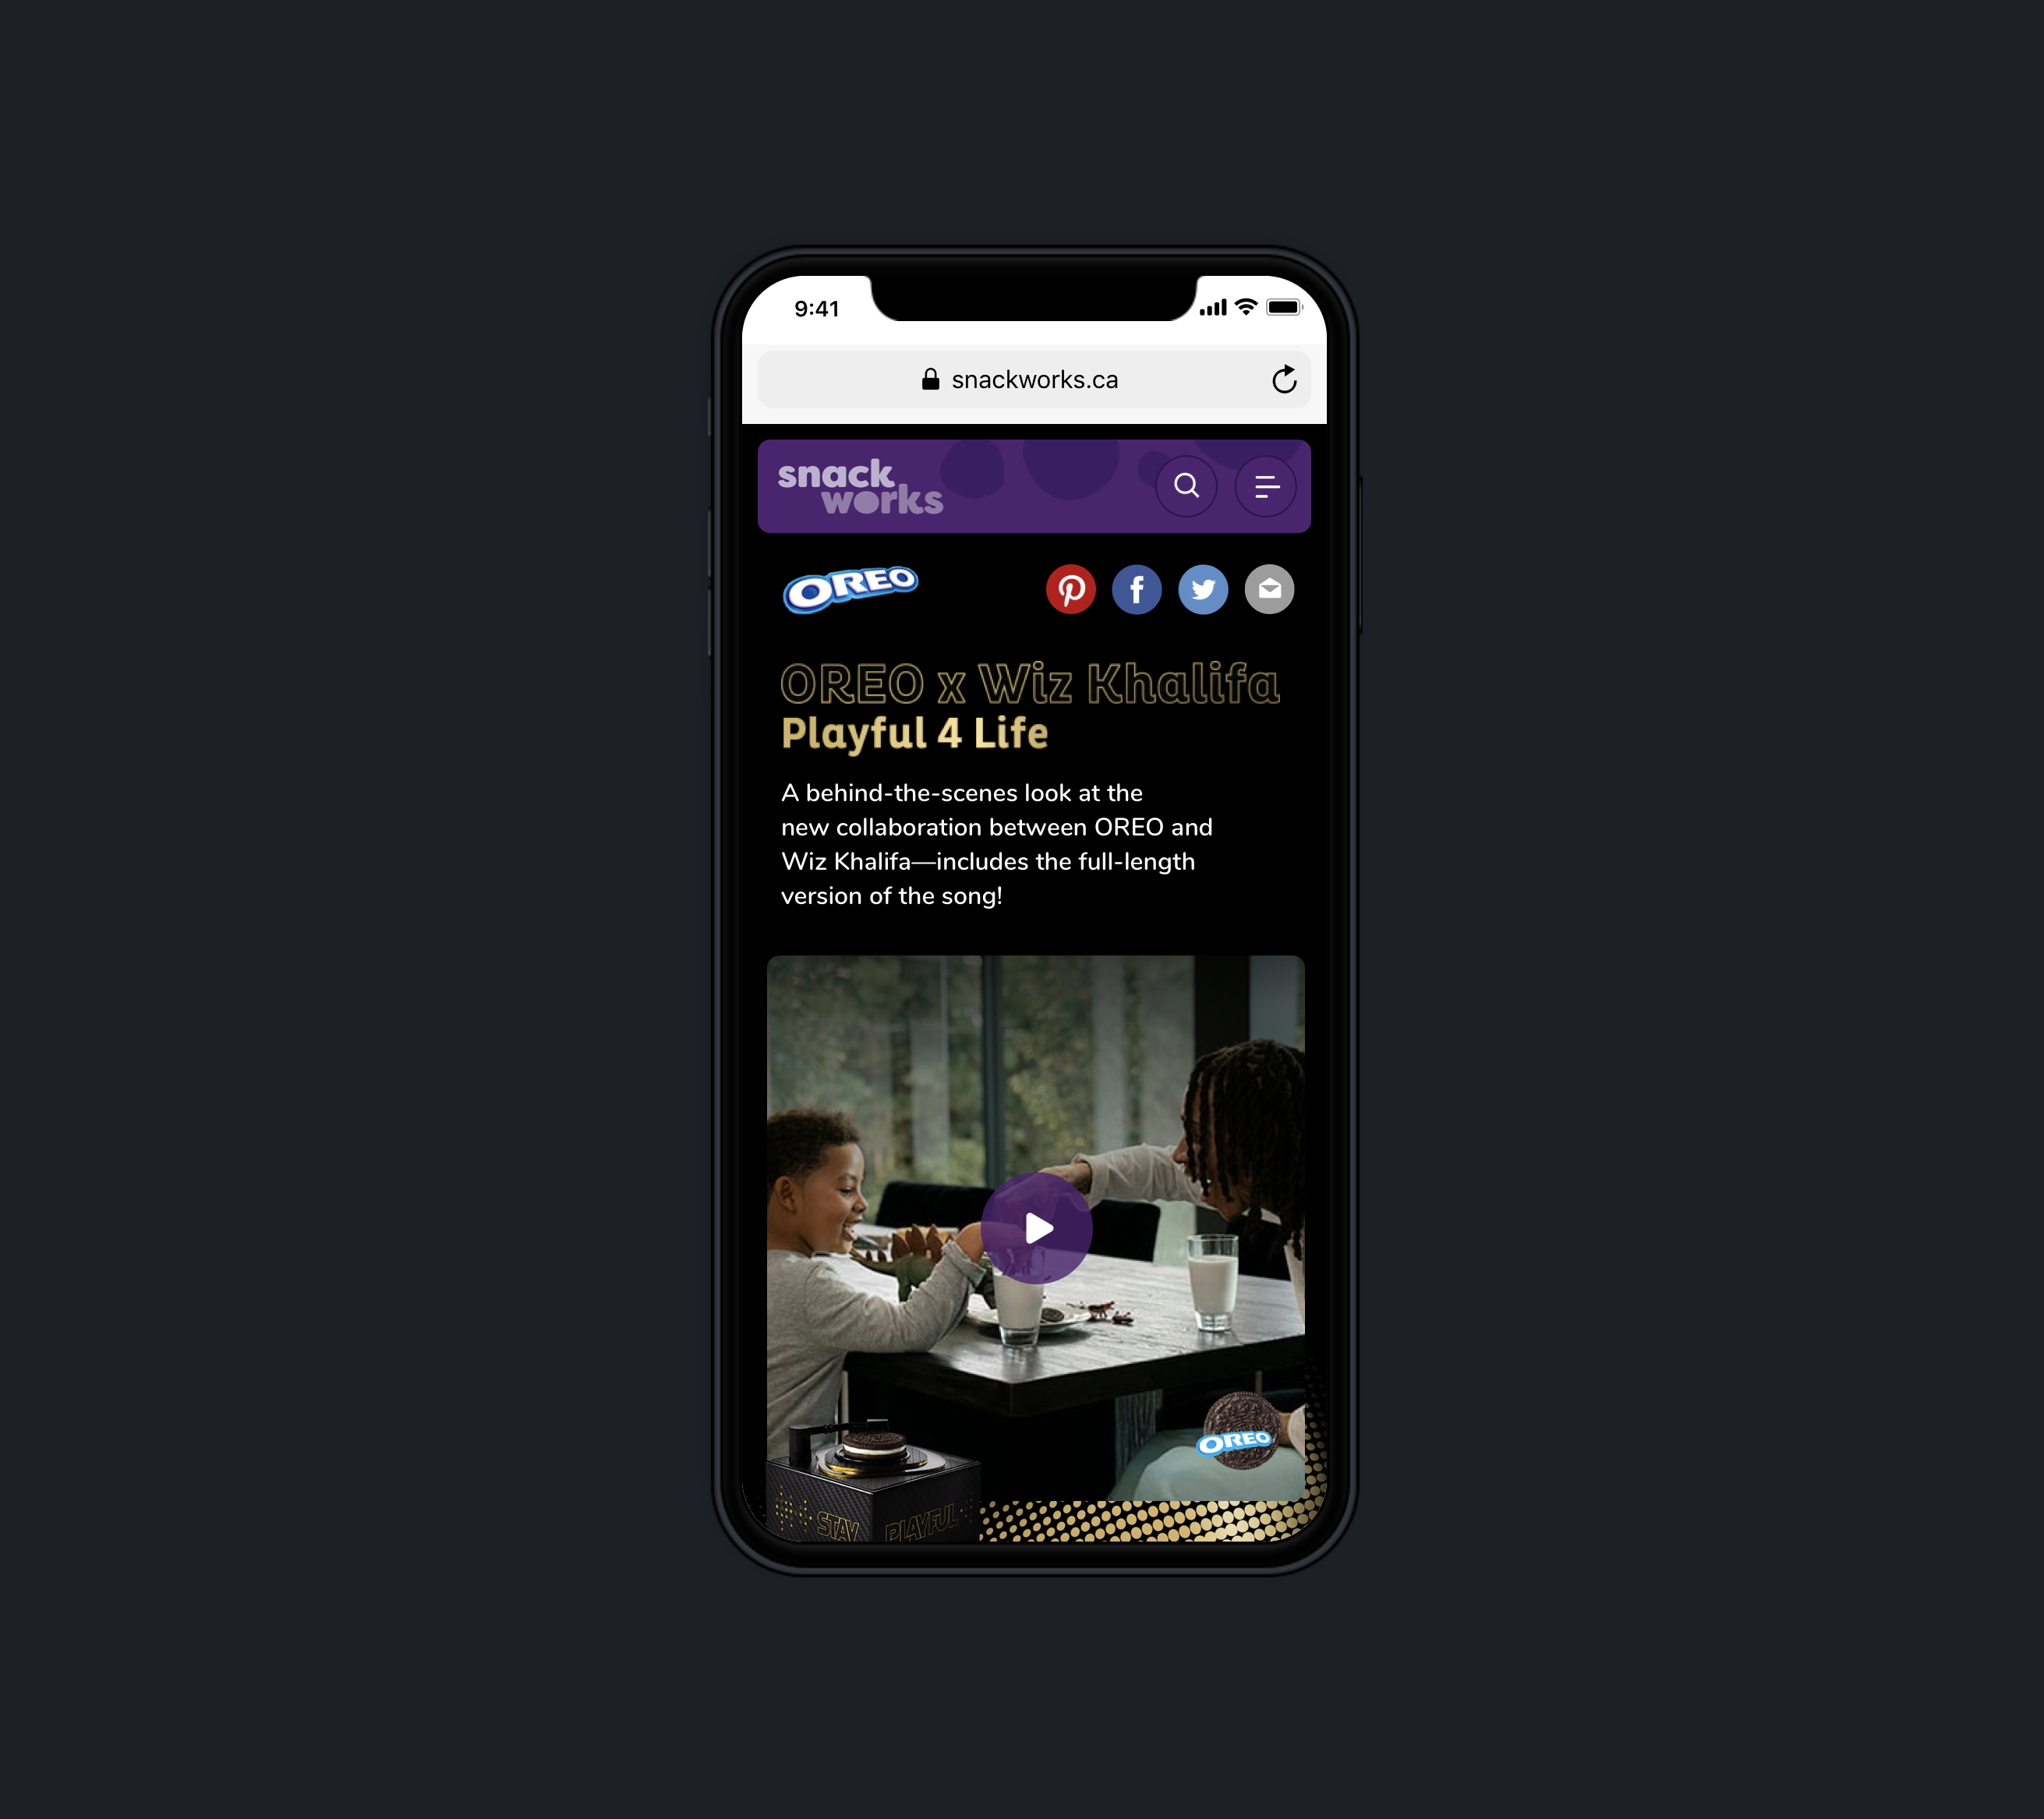 9:41
snackworks.ca
snack
works
OREO
OREO x Wiz Khalifa
Playful 4 Life
A behind-the-scenes look at the
new collaboration between OREO and
Wiz Khalifa—includes the full-length
version of the song!
OREO
STAY PLAYFUL